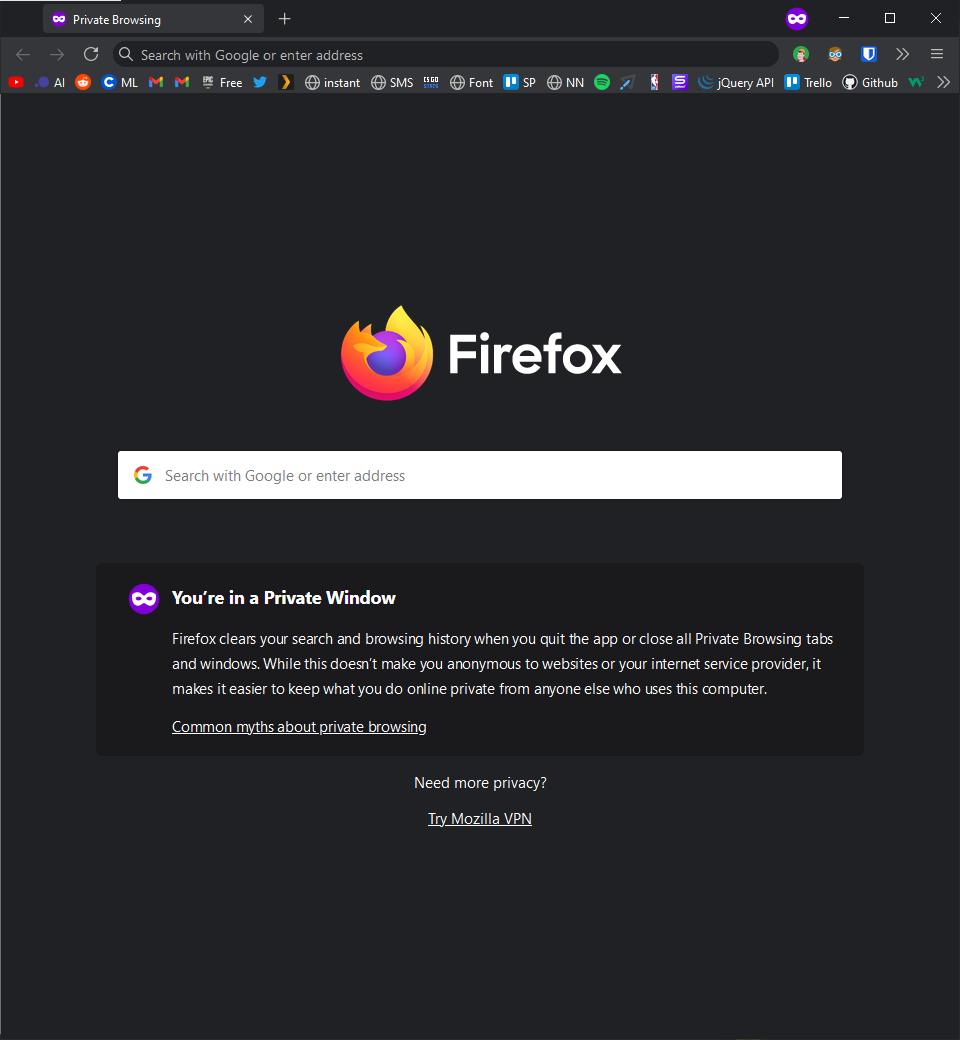 Private Browsing
Search with Google or enter address
AI ML EPIC Free instant SMS CSGO STATS Font SP NN jQuery API Trello Github
Firefox
Search with Google or enter address
You’re in a Private Window
Firefox clears your search and browsing history when you quit the app or close all Private Browsing tabs
and windows. While this doesn’t make you anonymous to websites or your internet service provider, it
makes it easier to keep what you do online private from anyone else who uses this computer.
Common myths about private browsing
Need more privacy?
Try Mozilla VPN